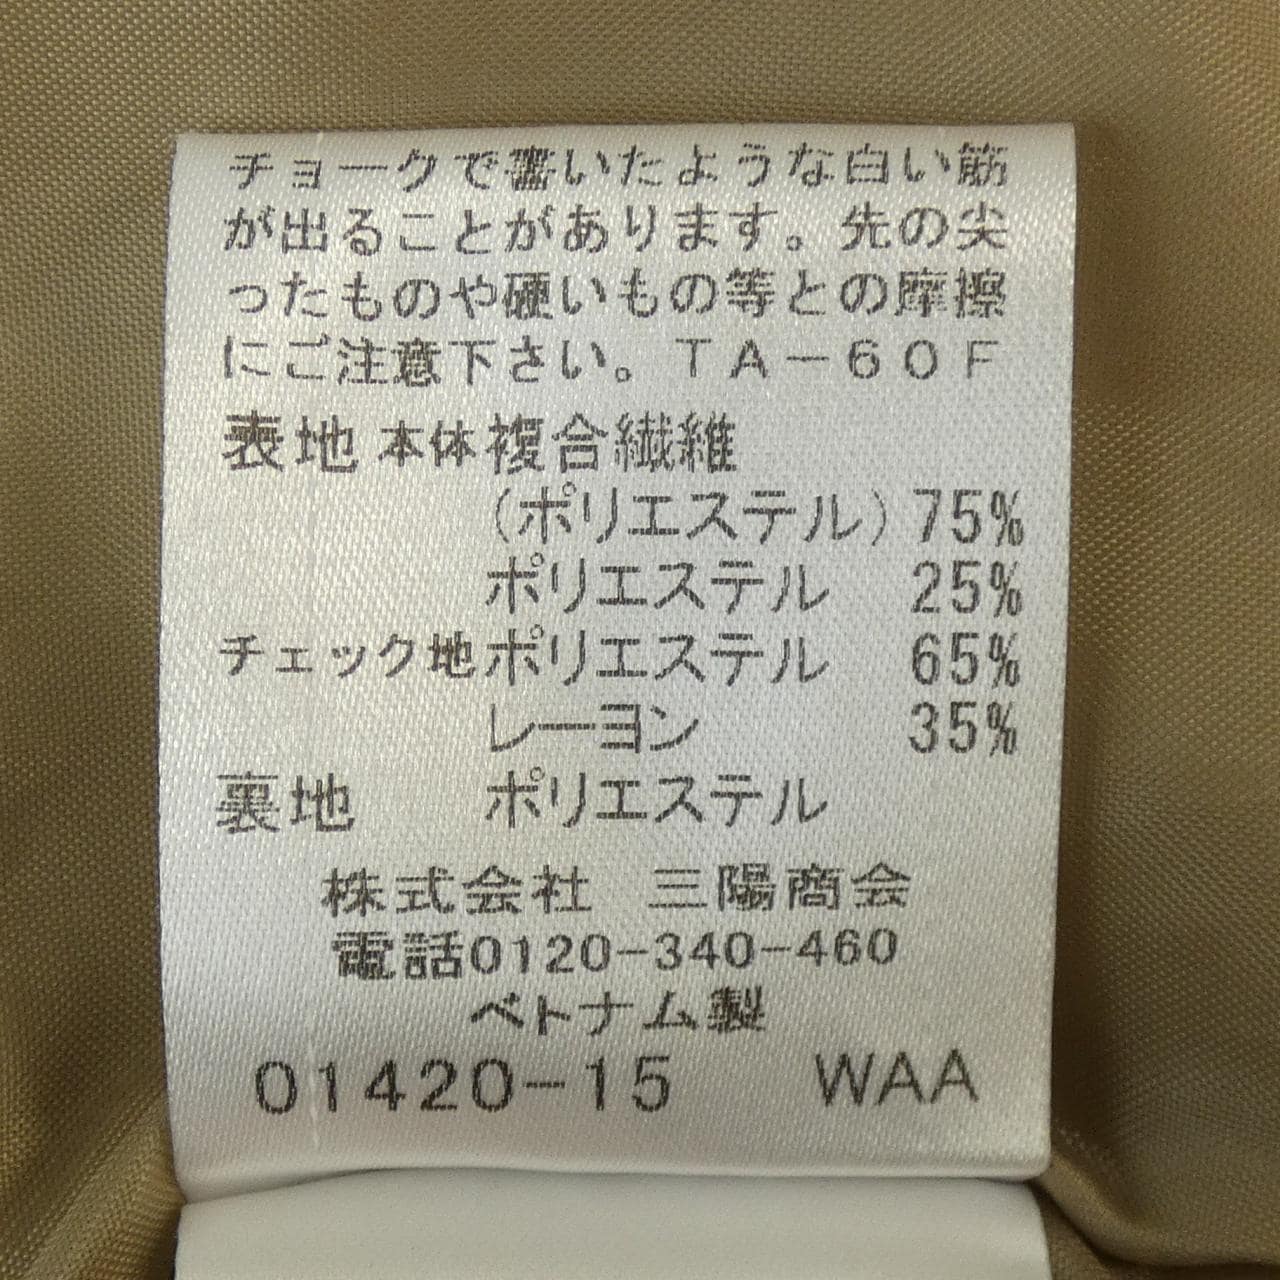 チョークで書いたような白い筋
が出ることがあります。先の尖
ったものや硬いもの等との摩擦
にご注意下さい。TA-60F
表地 本体 複合繊維
(ポリエステル) 75%
ポリエステル 25%
チェック地 ポリエステル 65%
レーヨン 35%
裏地 ポリエステル
株式会社 三陽商会
電話0120-340-460
ベトナム製
01420-15 WAA